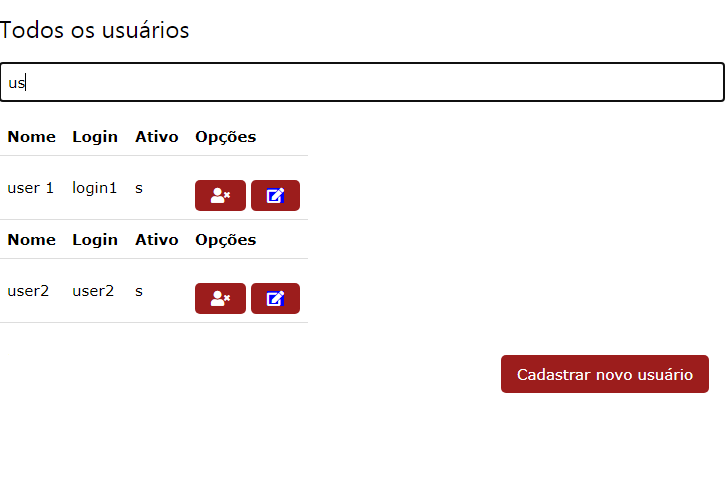 Todos os usuários
us
Nome Login Ativo Opções
user 1 login1 s
Nome Login Ativo Opções
user2 user2 s
Cadastrar novo usuário